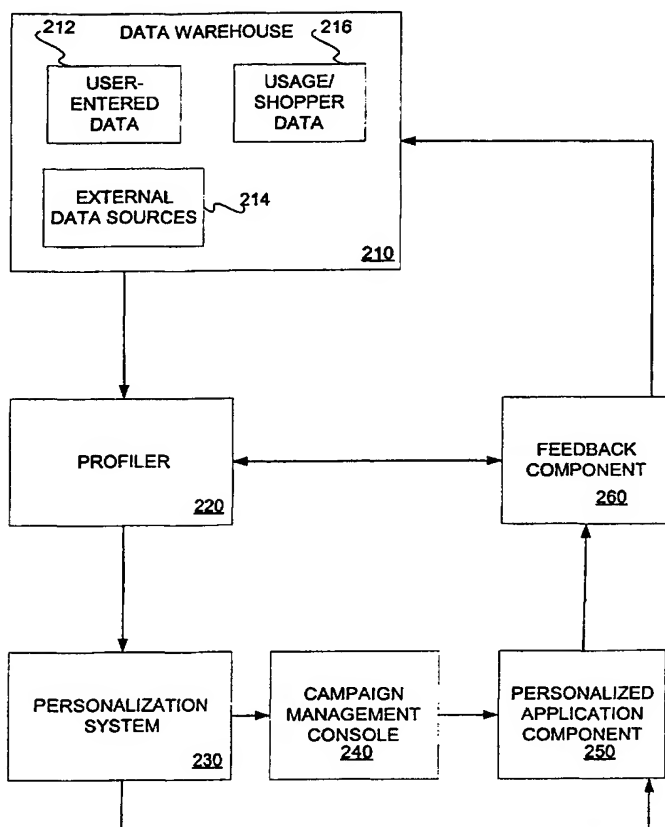 212
DATA WAREHOUSE
216
USER-
ENTERED
DATA
USAGE/
SHOPPER
DATA
EXTERNAL
DATA SOURCES
214
210
PROFILER
220
FEEDBACK
COMPONENT
260
PERSONALIZATION
SYSTEM
230
CAMPAIGN
MANAGEMENT
CONSOLE
240
PERSONALIZED
APPLICATION
COMPONENT
250